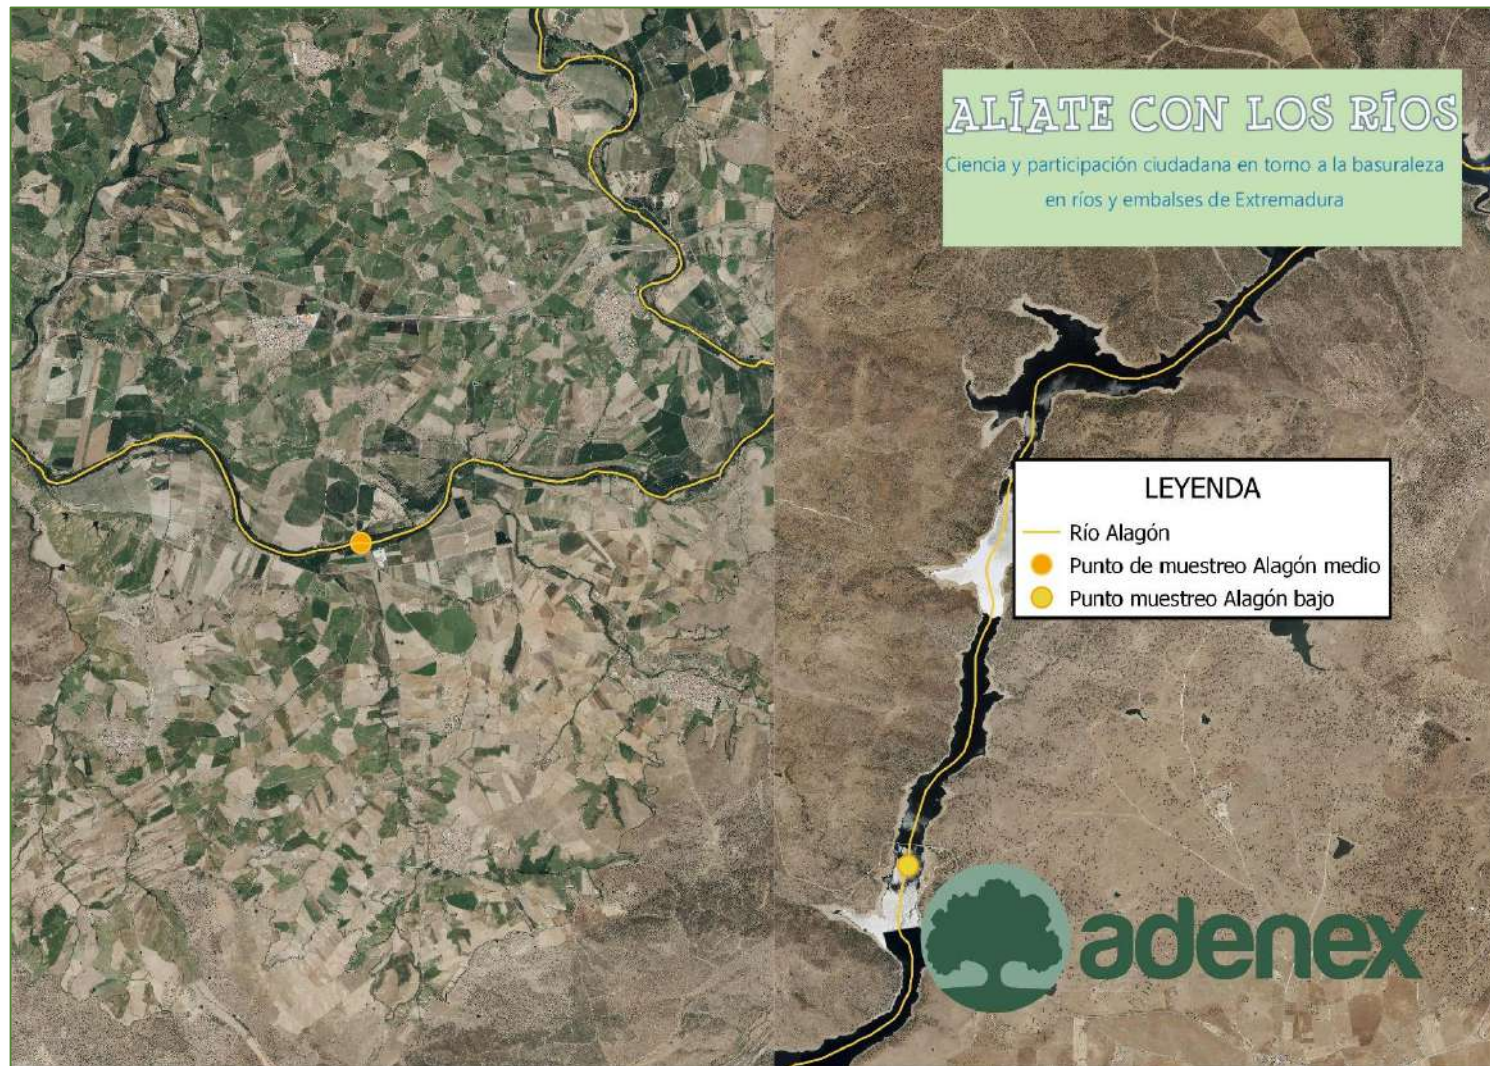 ALÍATE CON LOS RÍOS
Ciencia y participación ciudadana en torno a la basuraleza
en ríos y embalses de Extremadura
LEYENDA
Río Alagón
Punto de muestreo Alagón medio
Punto muestreo Alagón bajo
adenex